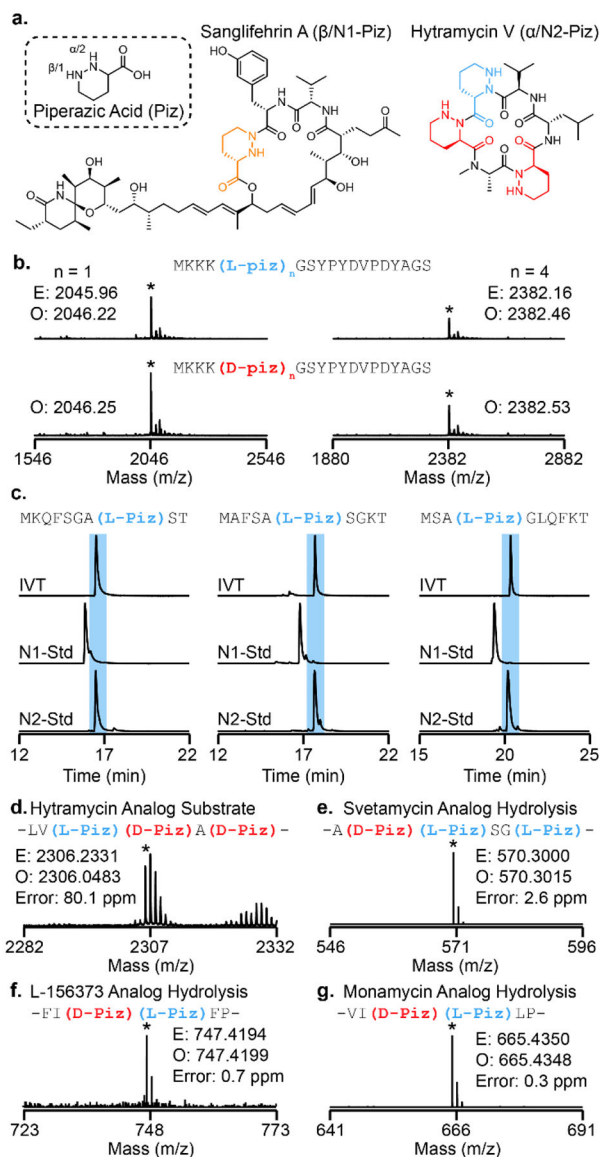 a.
Sanglifehrin A (β/N1-Piz)
Hytramycin V (α/N2-Piz)
α/2
β/1
H
N
HN
O
OH
Piperazic Acid (Piz)
b.
MKKK(L-piz)nGSYPYDVPDYAGS
n = 1
E: 2045.96
O: 2046.22
*
n = 4
E: 2382.16
O: 2382.46
*
MKKK(D-piz)nGSYPYDVPDYAGS
O: 2046.25
*
O: 2382.53
*
1546 2046 2546
Mass (m/z)
1880 2382 2882
Mass (m/z)
c.
MKQFSGA(L-Piz)ST
MAFSA(L-Piz)SGKT
MSA(L-Piz)GLQFKT
IVT
IVT
IVT
N1-Std
N1-Std
N1-Std
N2-Std
N2-Std
N2-Std
12 17 22
Time (min)
12 17 22
Time (min)
15 20 25
Time (min)
d. Hytramycin Analog Substrate
-LV(L-Piz)(D-Piz)A(D-Piz)-
E: 2306.2331
O: 2306.0483
Error: 80.1 ppm
*
2282 2307 2332
Mass (m/z)
e. Svetamycin Analog Hydrolysis
-A(D-Piz)(L-Piz)SG(L-Piz)-
*
E: 570.3000
O: 570.3015
Error: 2.6 ppm
546 571 596
Mass (m/z)
f. L-156373 Analog Hydrolysis
-FI(D-Piz)(L-Piz)FP-
*
E: 747.4194
O: 747.4199
Error: 0.7 ppm
723 748 773
Mass (m/z)
g. Monamycin Analog Hydrolysis
-VI(D-Piz)(L-Piz)LP-
*
E: 665.4350
O: 665.4348
Error: 0.3 ppm
641 666 691
Mass (m/z)